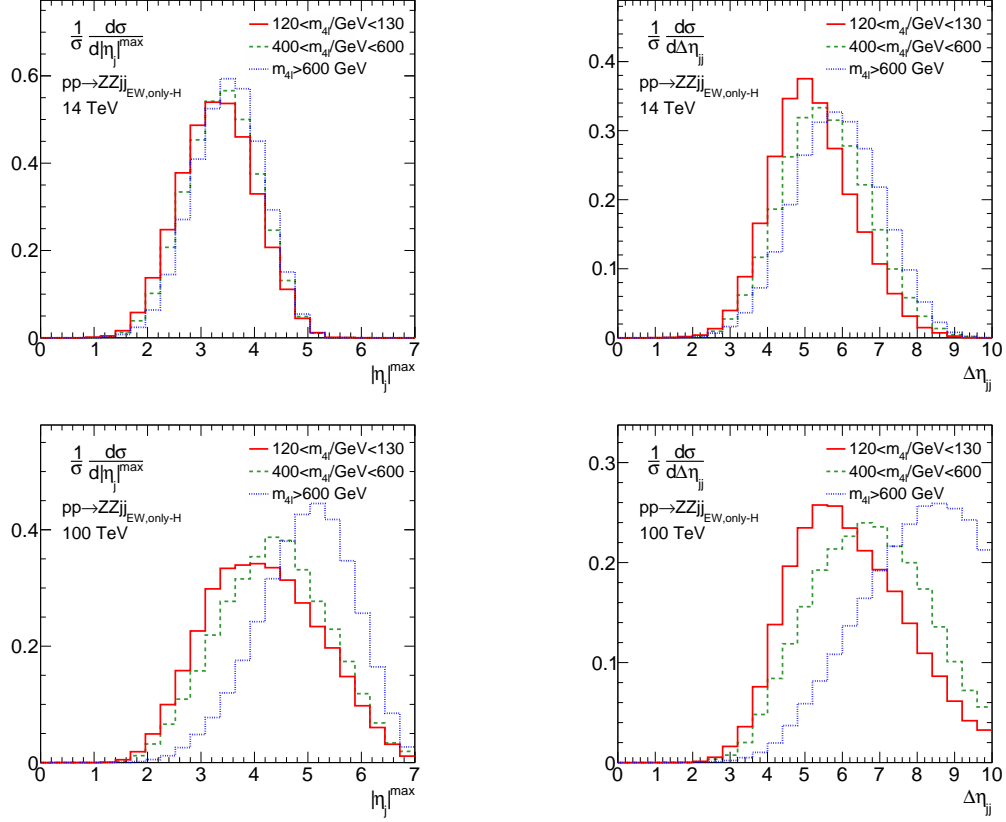 1/σ dσ/d|η_j|^max
120<m_4l/GeV<130
400<m_4l/GeV<600
m_4l>600 GeV
pp→ZZjj_EW,only-H
14 TeV
0.6
0.4
0.2
0
0 1 2 3 4 5 6 7
|η_j|^max
1/σ dσ/dΔη_jj
120<m_4l/GeV<130
400<m_4l/GeV<600
m_4l>600 GeV
pp→ZZjj_EW,only-H
14 TeV
0.4
0.3
0.2
0.1
0
0 1 2 3 4 5 6 7 8 9 10
Δη_jj
1/σ dσ/d|η_j|^max
120<m_4l/GeV<130
400<m_4l/GeV<600
m_4l>600 GeV
pp→ZZjj_EW,only-H
100 TeV
0.4
0.2
0
0 1 2 3 4 5 6 7
|η_j|^max
1/σ dσ/dΔη_jj
120<m_4l/GeV<130
400<m_4l/GeV<600
m_4l>600 GeV
pp→ZZjj_EW,only-H
100 TeV
0.3
0.2
0.1
0
0 1 2 3 4 5 6 7 8 9 10
Δη_jj